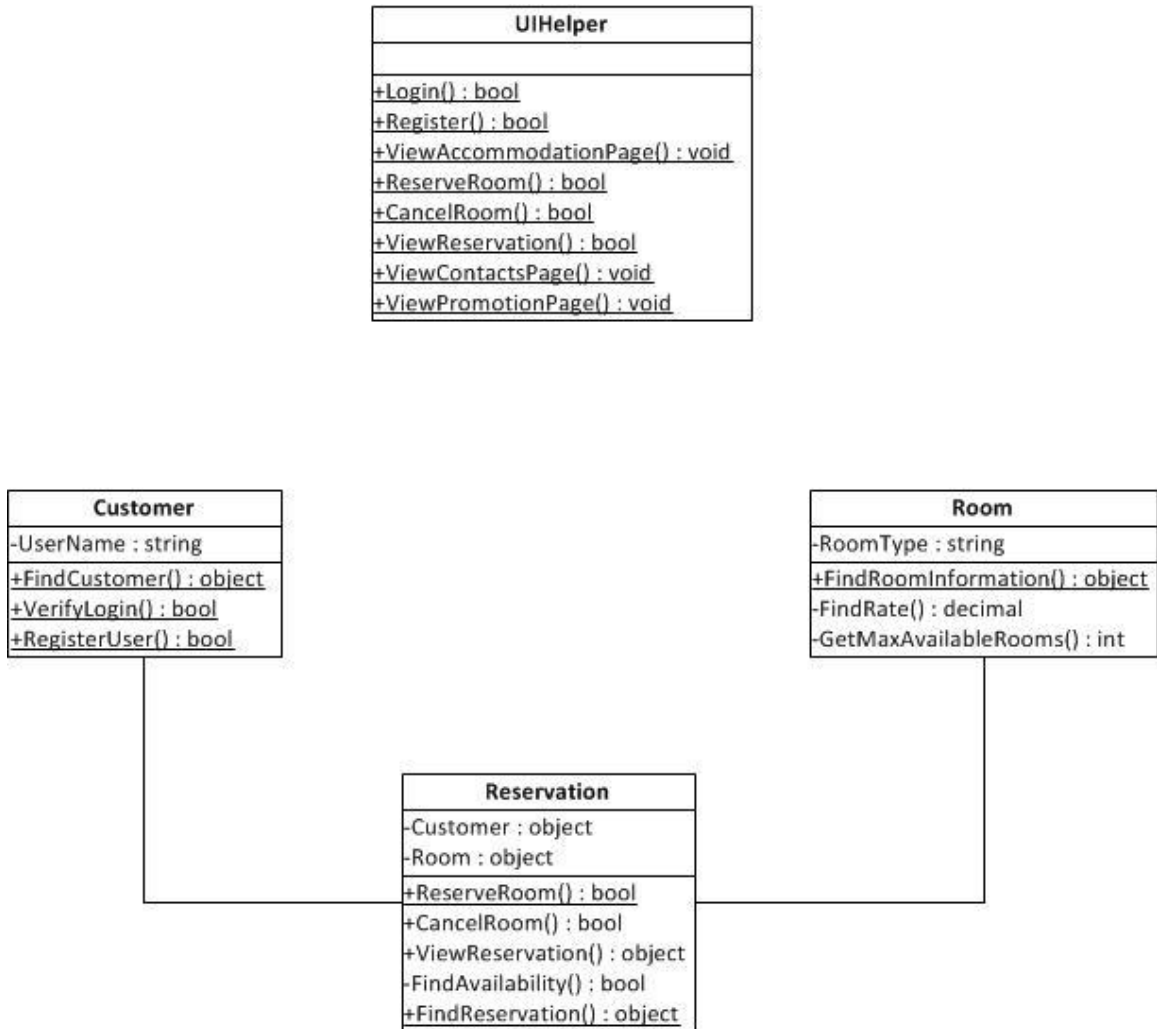 UIHelper
+Login() : bool
+Register() : bool
+ViewAccommodationPage() : void
+ReserveRoom() : bool
+CancelRoom() : bool
+ViewReservation() : bool
+ViewContactsPage() : void
+ViewPromotionPage() : void
Customer
-UserName : string
+FindCustomer() : object
+VerifyLogin() : bool
+RegisterUser() : bool
Room
-RoomType : string
+FindRoomInformation() : object
-FindRate() : decimal
-GetMaxAvailableRooms() : int
Reservation
-Customer : object
-Room : object
+ReserveRoom() : bool
+CancelRoom() : bool
+ViewReservation() : object
-FindAvailability() : bool
+FindReservation() : object